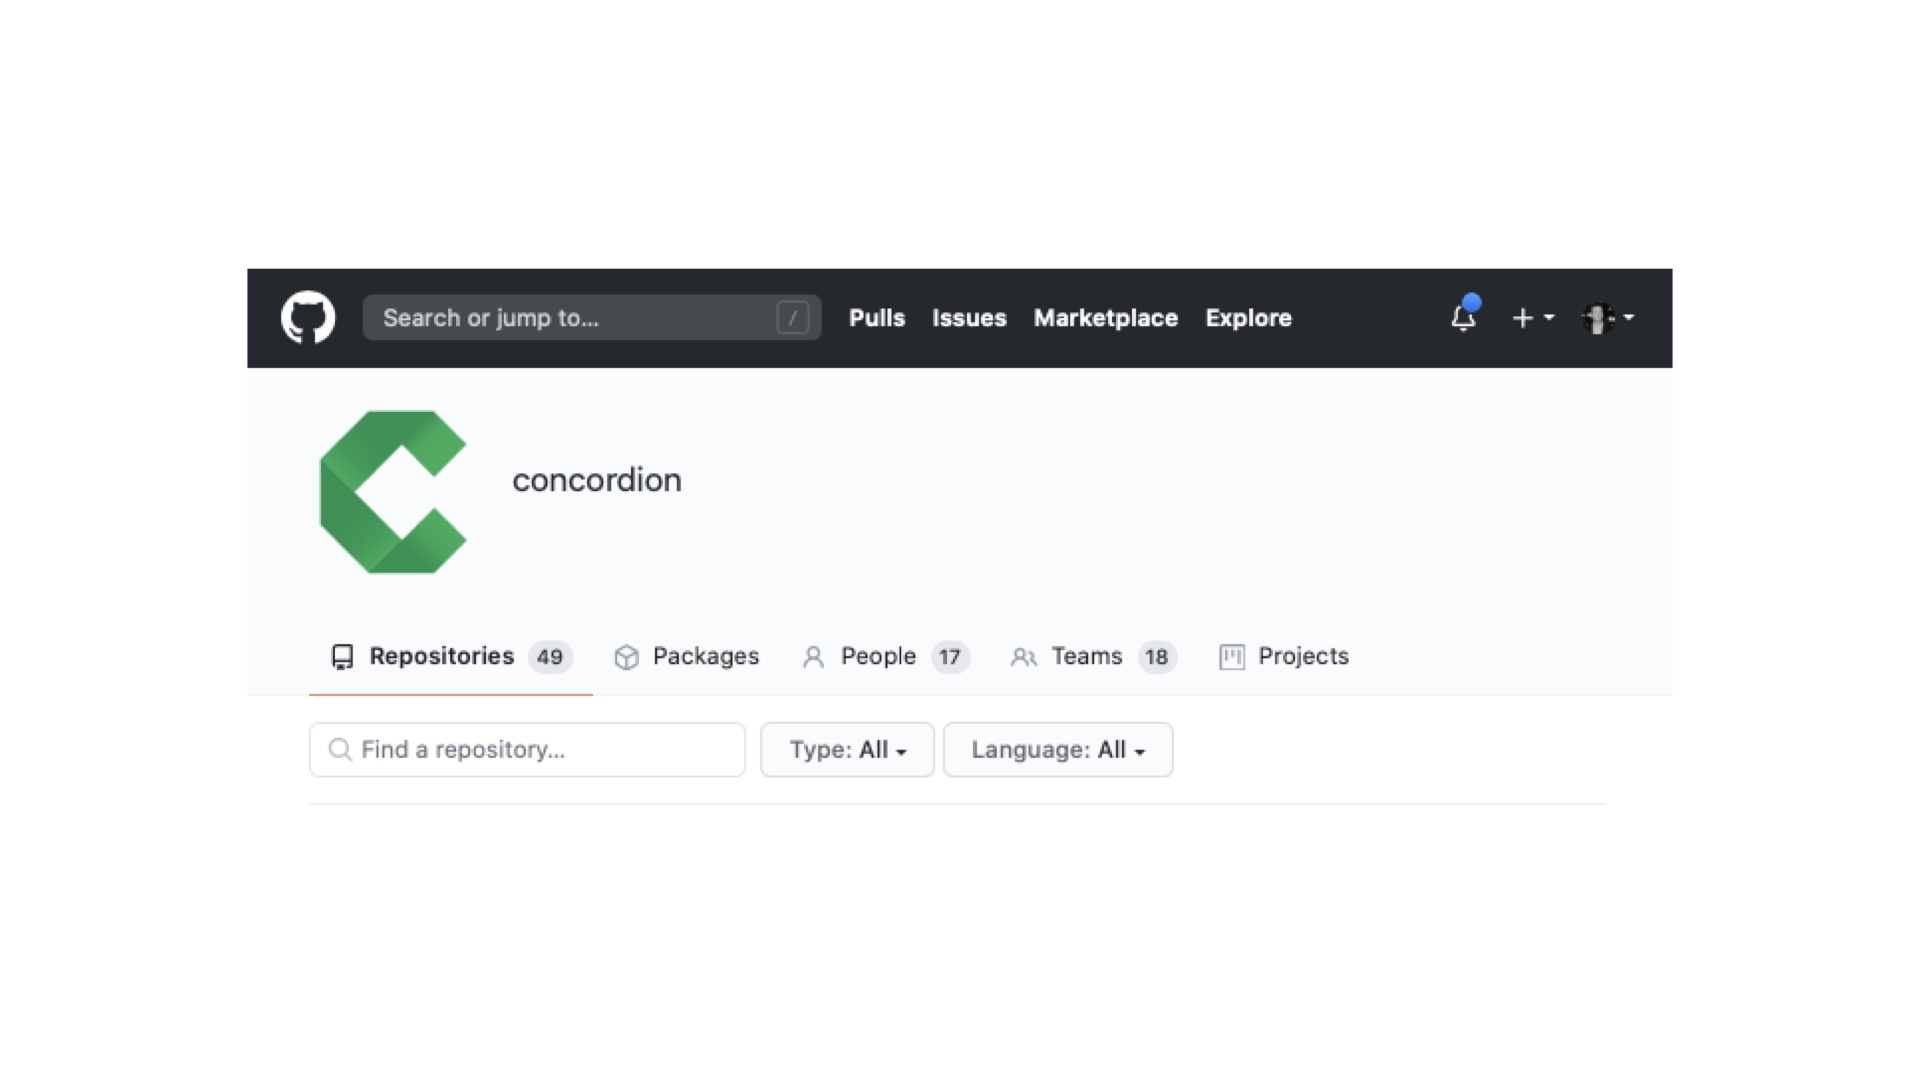 Search or jump to... / Pulls Issues Marketplace Explore
concordion
Repositories 49 Packages People 17 Teams 18 Projects
Find a repository... Type: All Language: All